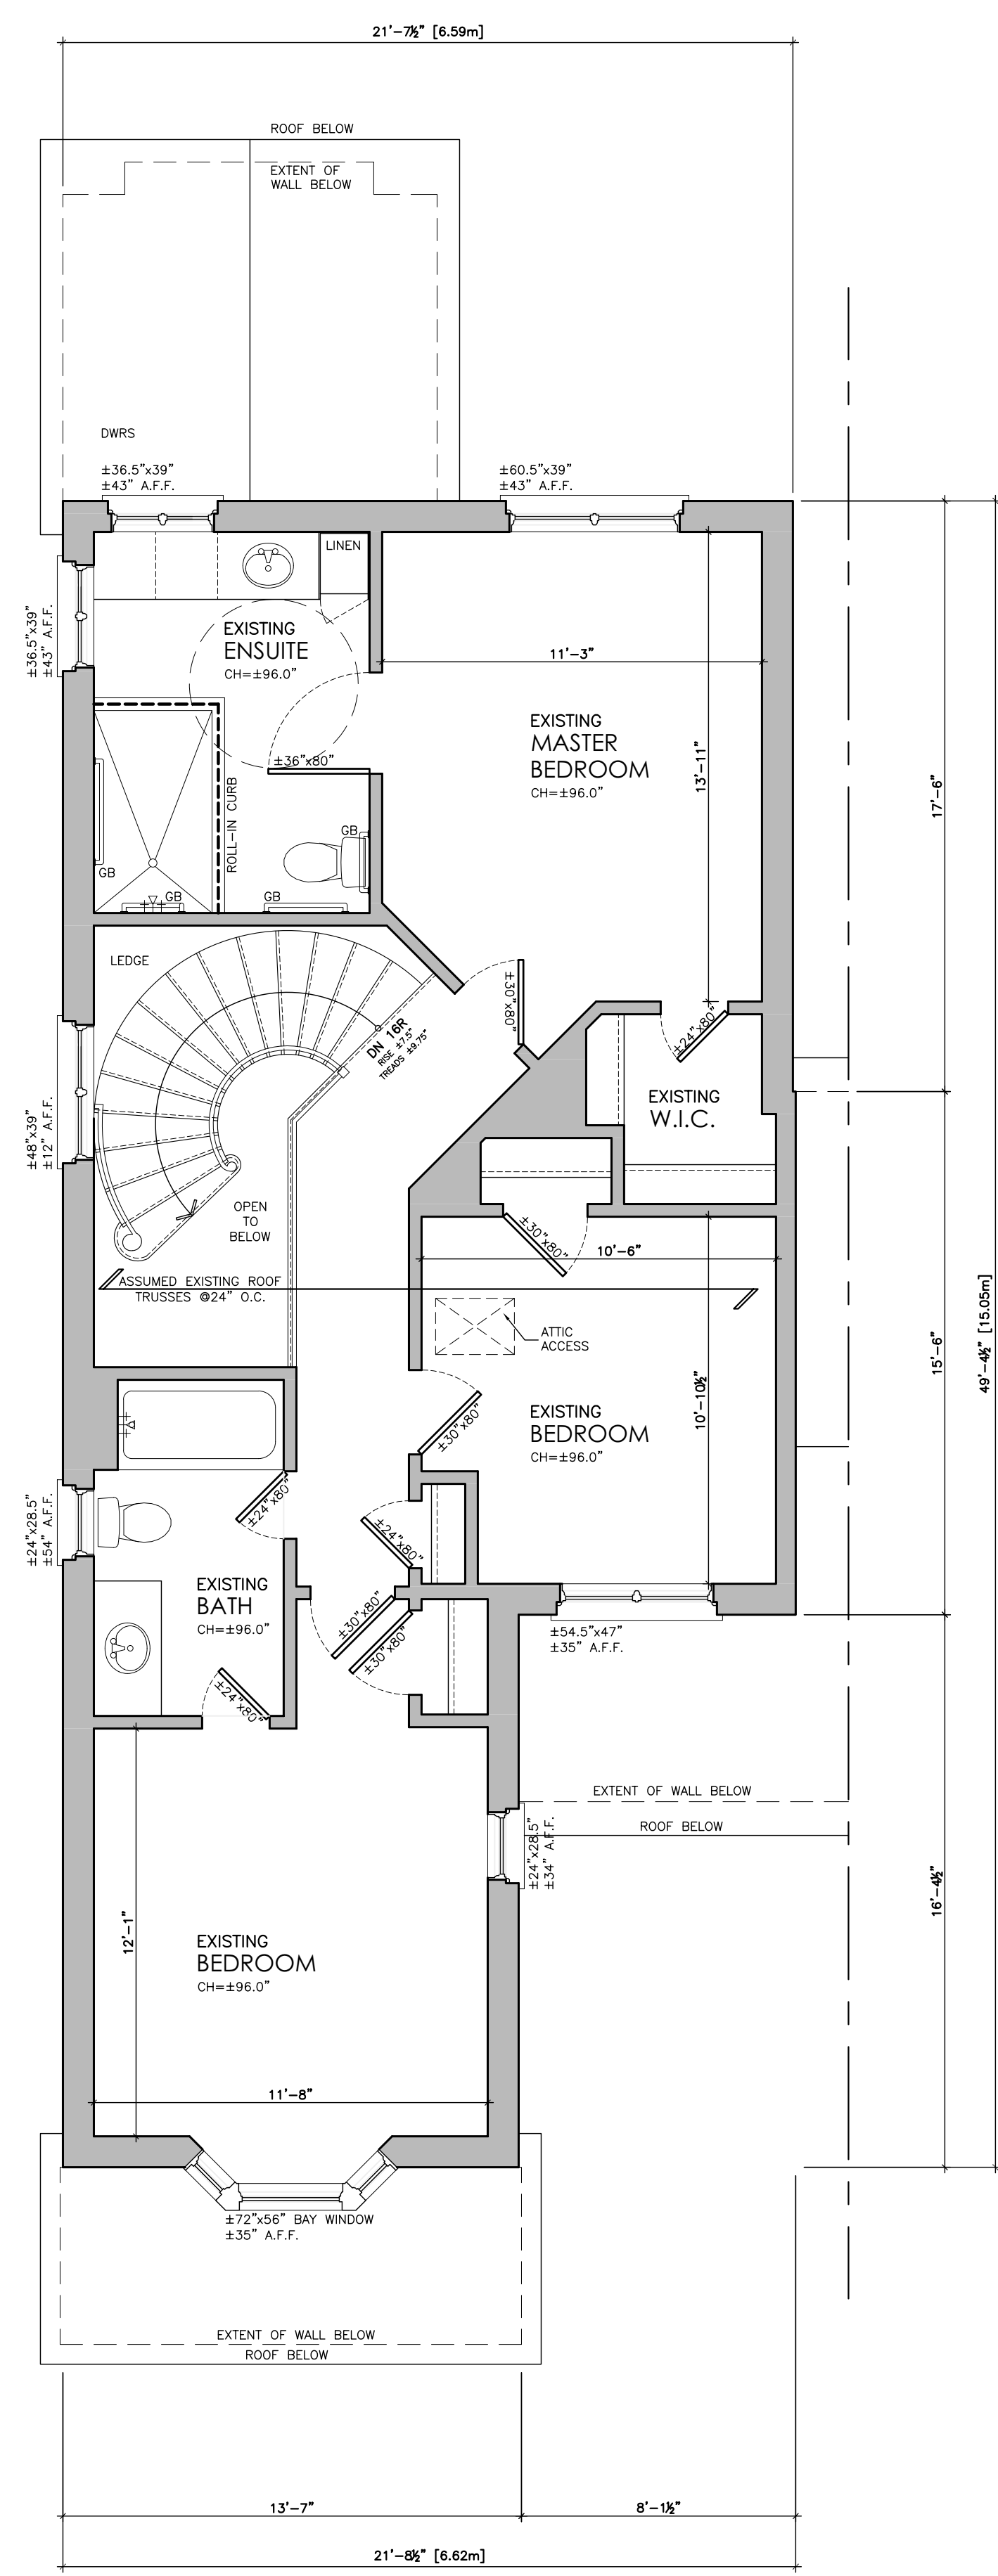 21'-7½" [6.59m]
ROOF BELOW
EXTENT OF
WALL BELOW
DWRS
±36.5"x39"
±43" A.F.F.
±60.5"x39"
±43" A.F.F.
LINEN
±36.5"x39"
±43" A.F.F.
EXISTING
ENSUITE
CH=±96.0"
11'-3"
EXISTING
MASTER
BEDROOM
CH=±96.0"
13'-11"
17'-6"
±36"x80"
ROLL-IN CURB
GB
GB
GB
GB
LEDGE
±30"x80"
DN 16R
RISE ±7.5"
TREADS ±9.75"
±24"x80"
EXISTING
W.I.C.
±48"x39"
±12" A.F.F.
OPEN
TO
BELOW
±30"x80"
10'-6"
ASSUMED EXISTING ROOF
TRUSSES @24" O.C.
ATTIC
ACCESS
15'-6"
49'-4½" [15.05m]
EXISTING
BEDROOM
CH=±96.0"
10'-10½"
±30"x80"
±24"x80"
±24"x80"
±24"x28.5"
±54" A.F.F.
EXISTING
BATH
CH=±96.0"
±30"x80"
±30"x80"
±54.5"x47"
±35" A.F.F.
±24"x80"
EXTENT OF WALL BELOW
ROOF BELOW
±24"x28.5"
±34" A.F.F.
16'-4½"
12'-1"
EXISTING
BEDROOM
CH=±96.0"
11'-8"
±72"x56" BAY WINDOW
±35" A.F.F.
EXTENT OF WALL BELOW
ROOF BELOW
13'-7"
8'-1½"
21'-8½" [6.62m]